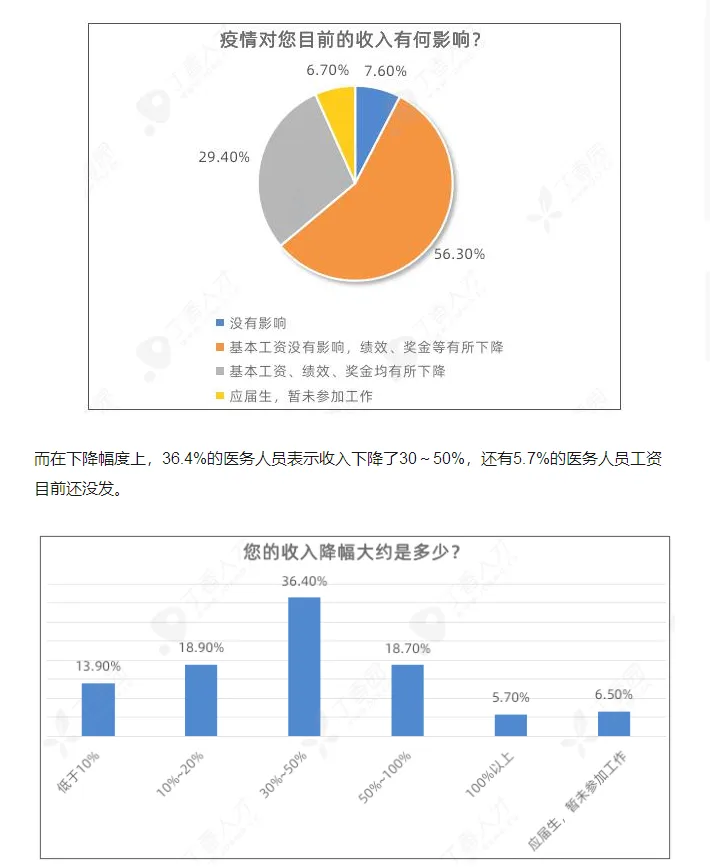 疫情对您目前的收入有何影响？
6.70%
7.60%
29.40%
56.30%
没有影响
基本工资没有影响，绩效、奖金等有所下降
基本工资、绩效、奖金均有所下降
应届生，暂未参加工作
而在下降幅度上，36.4%的医务人员表示收入下降了30～50%，还有5.7%的医务人员工资
目前还没发。
您的收入降幅大约是多少？
13.90%
18.90%
36.40%
18.70%
5.70%
6.50%
低于10%
10%~20%
30%~50%
50%~100%
100%以上
应届生，暂未参加工作